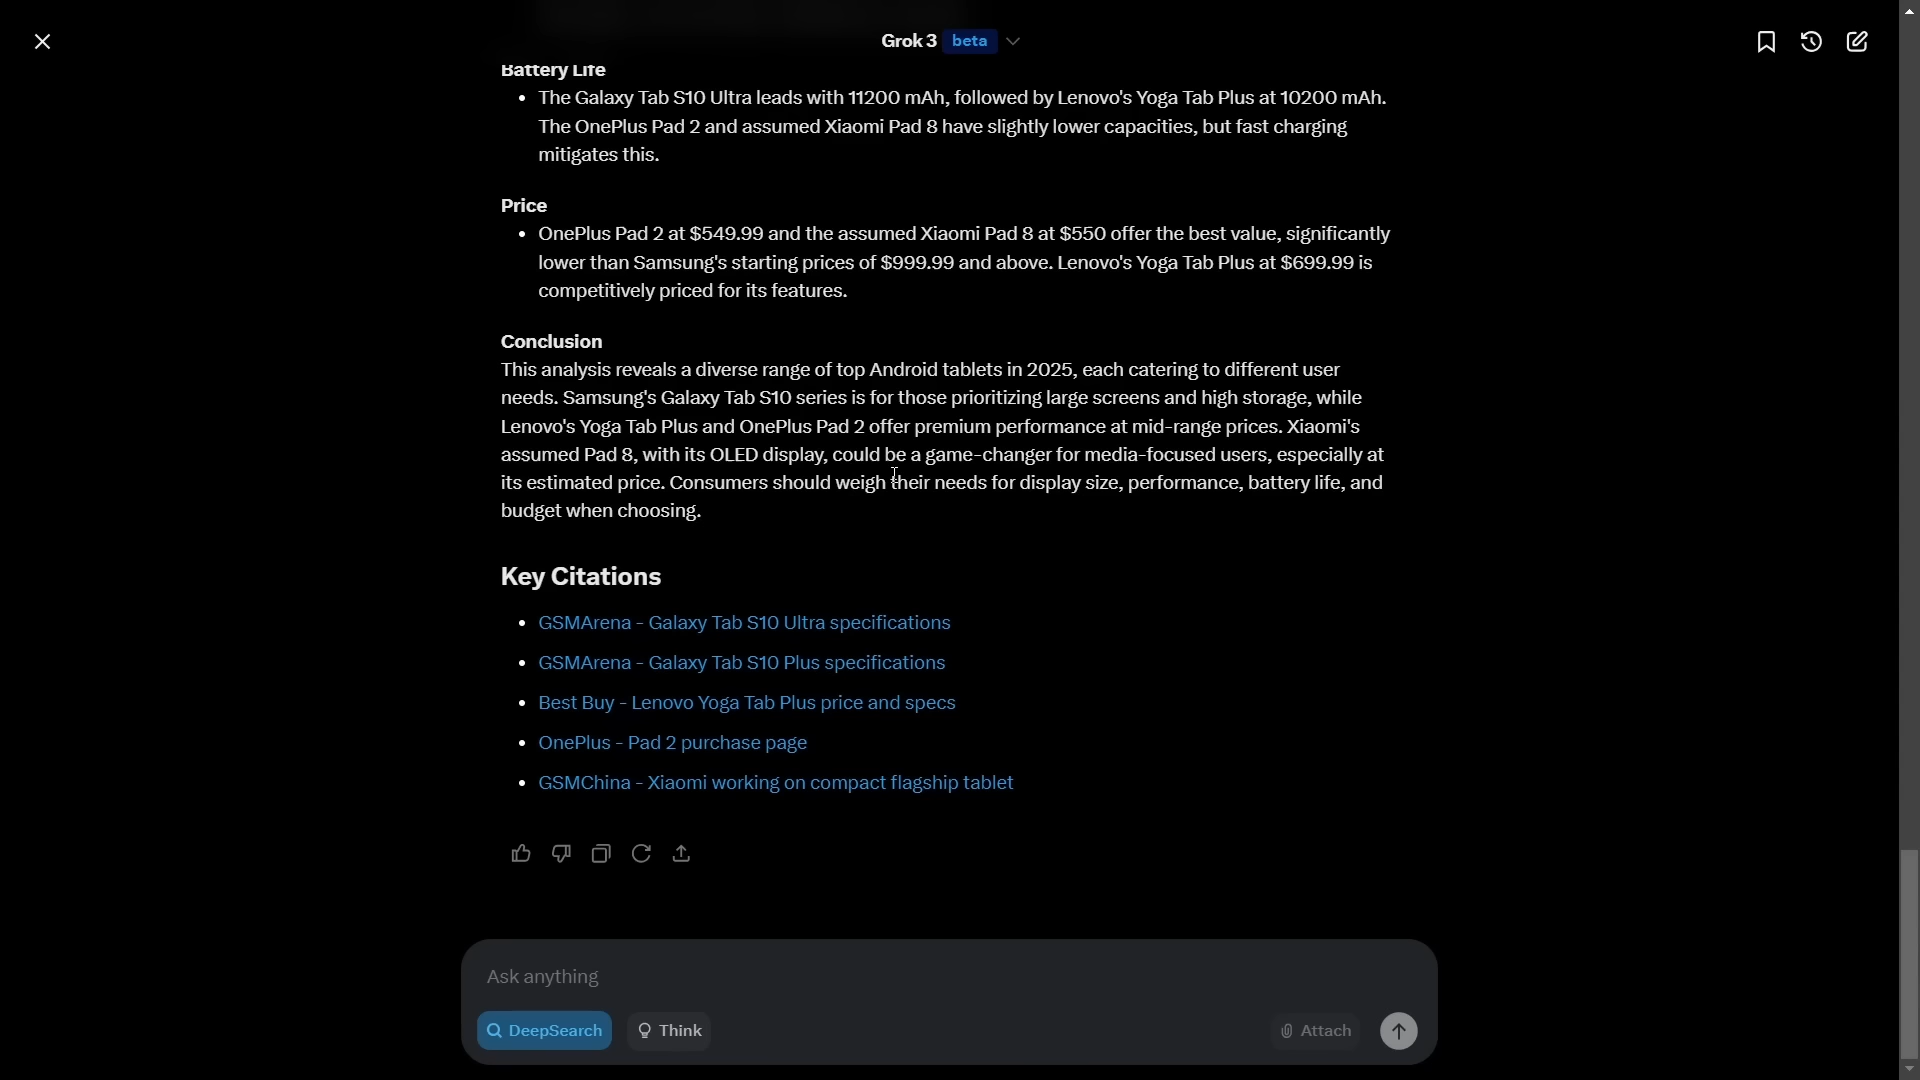 Grok 3 beta
Battery Life
• The Galaxy Tab S10 Ultra leads with 11200 mAh, followed by Lenovo's Yoga Tab Plus at 10200 mAh.
The OnePlus Pad 2 and assumed Xiaomi Pad 8 have slightly lower capacities, but fast charging
mitigates this.
Price
• OnePlus Pad 2 at $549.99 and the assumed Xiaomi Pad 8 at $550 offer the best value, significantly
lower than Samsung's starting prices of $999.99 and above. Lenovo's Yoga Tab Plus at $699.99 is
competitively priced for its features.
Conclusion
This analysis reveals a diverse range of top Android tablets in 2025, each catering to different user
needs. Samsung's Galaxy Tab S10 series is for those prioritizing large screens and high storage, while
Lenovo's Yoga Tab Plus and OnePlus Pad 2 offer premium performance at mid-range prices. Xiaomi's
assumed Pad 8, with its OLED display, could be a game-changer for media-focused users, especially at
its estimated price. Consumers should weigh their needs for display size, performance, battery life, and
budget when choosing.
Key Citations
• GSMArena - Galaxy Tab S10 Ultra specifications
• GSMArena - Galaxy Tab S10 Plus specifications
• Best Buy - Lenovo Yoga Tab Plus price and specs
• OnePlus - Pad 2 purchase page
• GSMChina - Xiaomi working on compact flagship tablet
Ask anything
DeepSearch Think Attach